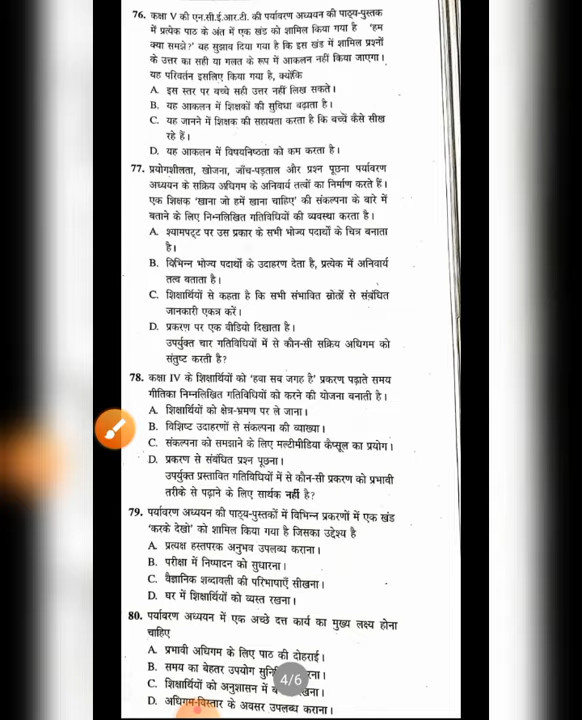 76. कक्षा V की एन.सी.ई.आर.टी. की पर्यावरण अध्ययन की पाठ्य-पुस्तक
में प्रत्येक पाठ के अंत में एक खंड को शामिल किया गया है 'हम
क्या समझे?' यह सुझाव दिया गया है कि इस खंड में शामिल प्रश्नों
के उत्तर का सही या गलत के रूप में आकलन नहीं किया जाएगा।
यह परिवर्तन इसलिए किया गया है, क्योंकि
A. इस स्तर पर बच्चे सही उत्तर नहीं लिख सकते।
B. यह आकलन में शिक्षकों की सुविधा बढ़ाता है।
C. यह जानने में शिक्षक की सहायता करता है कि बच्चे कैसे सीख
रहे हैं।
D. यह आकलन में विषयनिष्ठता को कम करता है।
77. प्रयोगशीलता, खोजना, जाँच-पड़ताल और प्रश्न पूछना पर्यावरण
अध्ययन के सक्रिय अधिगम के अनिवार्य तत्वों का निर्माण करते हैं।
एक शिक्षक 'खाना जो हमें खाना चाहिए' की संकल्पना के बारे में
बताने के लिए निम्नलिखित गतिविधियों की व्यवस्था करता है।
A. श्यामपट्ट पर उस प्रकार के सभी भोज्य पदार्थों के चित्र बनाता
है।
B. विभिन्न भोज्य पदार्थों के उदाहरण देता है, प्रत्येक में अनिवार्य
तत्व बताता है।
C. शिक्षार्थियों से कहता है कि सभी संभावित स्रोत्रों से संबंधित
जानकारी एकत्र करें।
D. प्रकरण पर एक वीडियो दिखाता है।
उपर्युक्त चार गतिविधियों में से कौन-सी सक्रिय अधिगम को
संतुष्ट करती है?
78. कक्षा IV के शिक्षार्थियों को 'हवा सब जगह है' प्रकरण पढ़ाते समय
गीतिका निम्नलिखित गतिविधियों को करने की योजना बनाती है।
A. शिक्षार्थियों को क्षेत्र-भ्रमण पर ले जाना।
B. विशिष्ट उदाहरणों से संकल्पना की व्याख्या।
C. संकल्पना को समझाने के लिए मल्टीमीडिया कैप्सूल का प्रयोग।
D. प्रकरण से संबंधित प्रश्न पूछना।
उपर्युक्त प्रस्तावित गतिविधियों में से कौन-सी प्रकरण को प्रभावी
तरीके से पढ़ाने के लिए सार्थक नहीं है?
79. पर्यावरण अध्ययन की पाठ्य-पुस्तकों में विभिन्न प्रकरणों में एक खंड
'करके देखो' को शामिल किया गया है जिसका उद्देश्य है
A. प्रत्यक्ष हस्तपरक अनुभव उपलब्ध कराना।
B. परीक्षा में निष्पादन को सुधारना।
C. वैज्ञानिक शब्दावली की परिभाषाएँ सीखना।
D. घर में शिक्षार्थियों को व्यस्त रखना।
80. पर्यावरण अध्ययन में एक अच्छे दत्त कार्य का मुख्य लक्ष्य होना
चाहिए
A. प्रभावी अधिगम के लिए पाठ की दोहराई।
B. समय का बेहतर उपयोग
C. शिक्षार्थियों को अनुशासन में
D. अधिगम-विस्तार के अवसर उपलब्ध कराना।
4/6